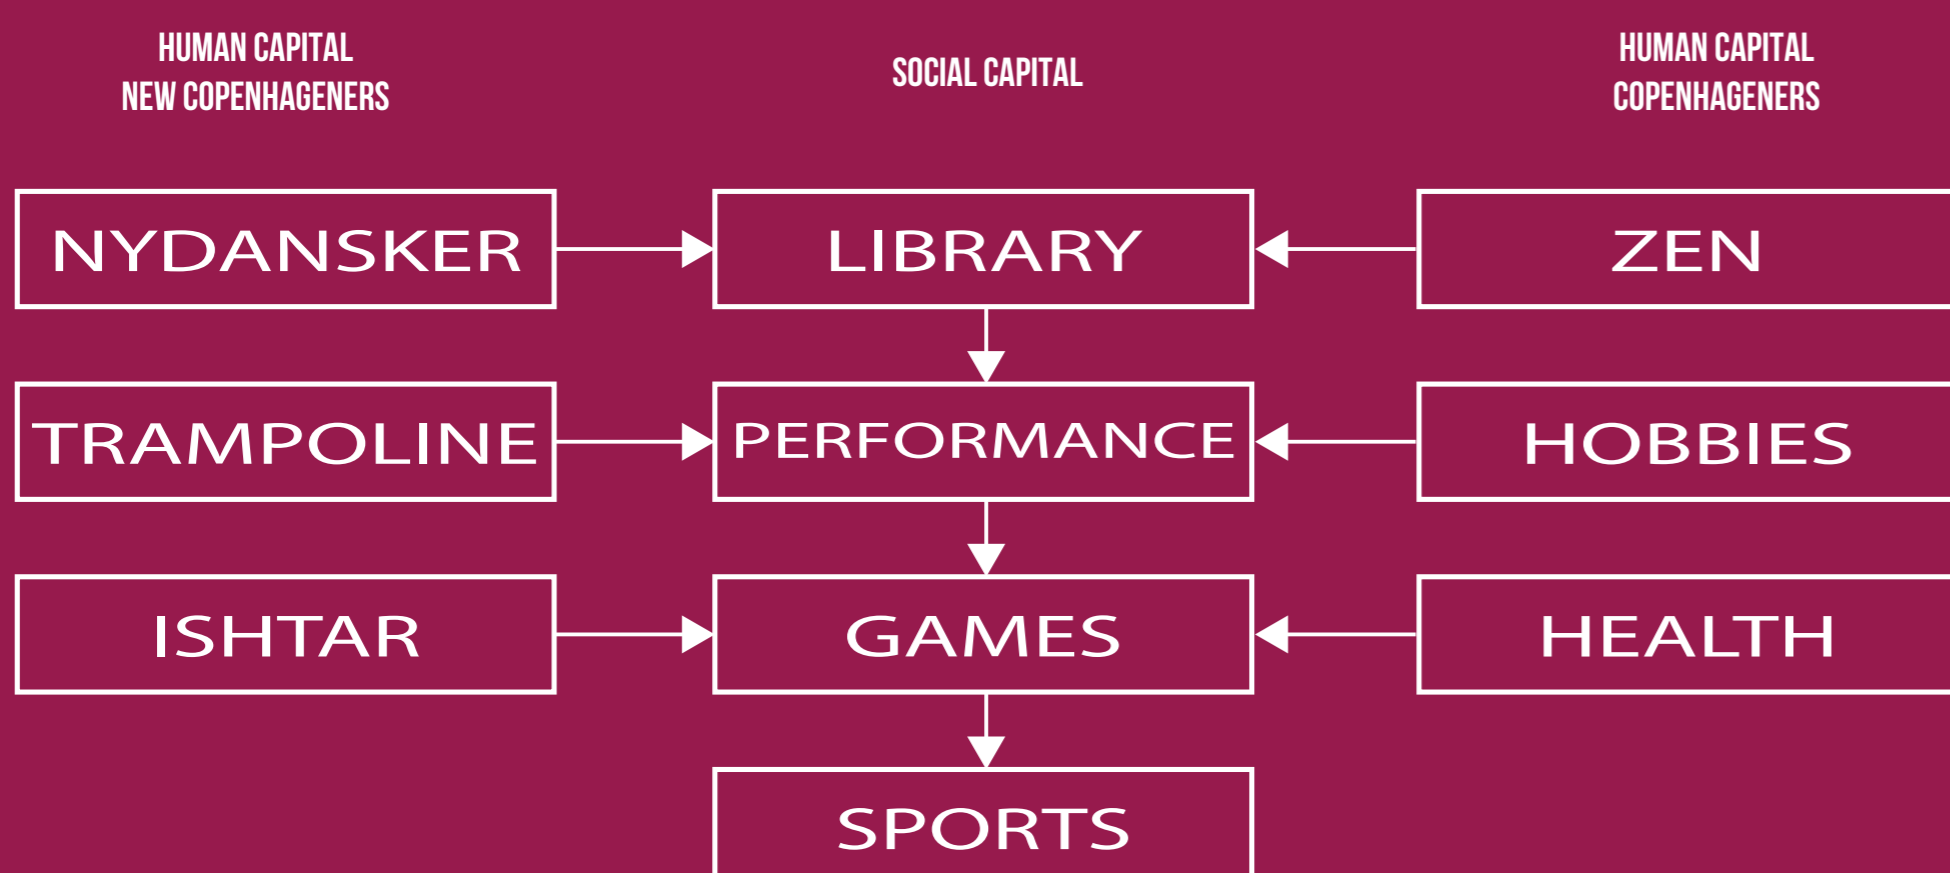 HUMAN CAPITAL
NEW COPENHAGENERS
SOCIAL CAPITAL
HUMAN CAPITAL
COPENHAGENERS
NYDANSKER
LIBRARY
ZEN
TRAMPOLINE
PERFORMANCE
HOBBIES
ISHTAR
GAMES
HEALTH
SPORTS